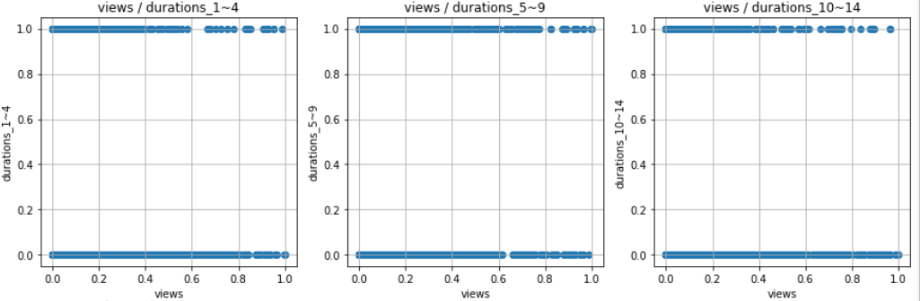 views / durations_1~4
1.0
0.8
0.6
0.4
0.2
0.0
durations_1~4
0.0 0.2 0.4 0.6 0.8 1.0
views
views / durations_5~9
1.0
0.8
0.6
0.4
0.2
0.0
durations_5~9
0.0 0.2 0.4 0.6 0.8 1.0
views
views / durations_10~14
1.0
0.8
0.6
0.4
0.2
0.0
durations_10~14
0.0 0.2 0.4 0.6 0.8 1.0
views